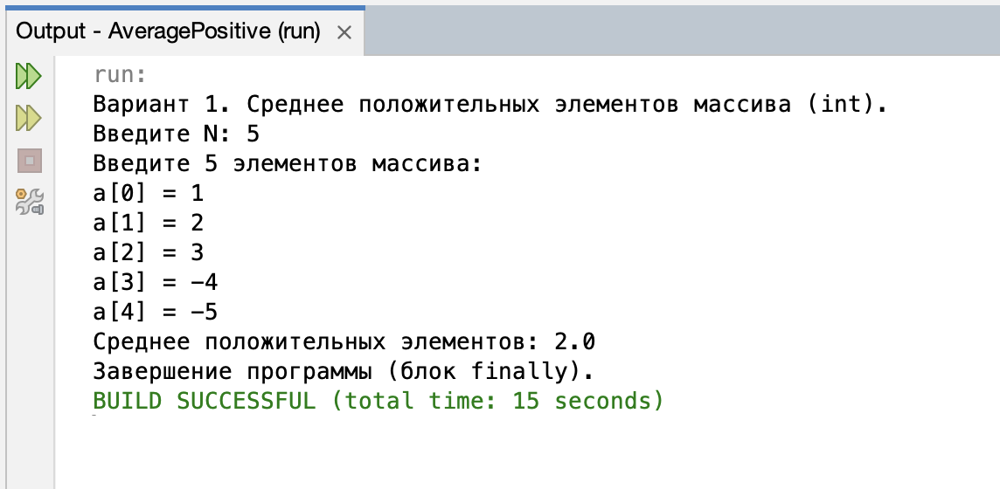 Output - AveragePositive (run)
run:
Вариант 1. Среднее положительных элементов массива (int).
Введите N: 5
Введите 5 элементов массива:
a[0] = 1
a[1] = 2
a[2] = 3
a[3] = -4
a[4] = -5
Среднее положительных элементов: 2.0
Завершение программы (блок finally).
BUILD SUCCESSFUL (total time: 15 seconds)